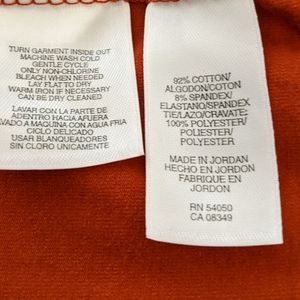 TURN GARMENT INSIDE OUT
MACHINE WASH COLD
GENTLE CYCLE
ONLY NON-CHLORINE
BLEACH WHEN NEEDED
LAY FLAT TO DRY
WARM IRON IF NECESSARY
CAN BE DRY CLEANED
LAVAR CON LA PARTE DE
ADENTRO HACIA AFUERA
LAVADO A MAQUINA CON AGUA FRIA
CICLO DELICADO
USAR BLANQUEADORES
SIN CLORO UNICAMENTE
92% COTTON/
ALGODON/COTON
8% SPANDEX/
ELASTANO/SPANDEX
TIE/LAZO/CRAVATE:
100% POLYESTER/
POLIESTER/
POLYESTER
MADE IN JORDAN
HECHO EN JORDON
FABRIQUE EN
JORDON
RN 54050
CA 08349